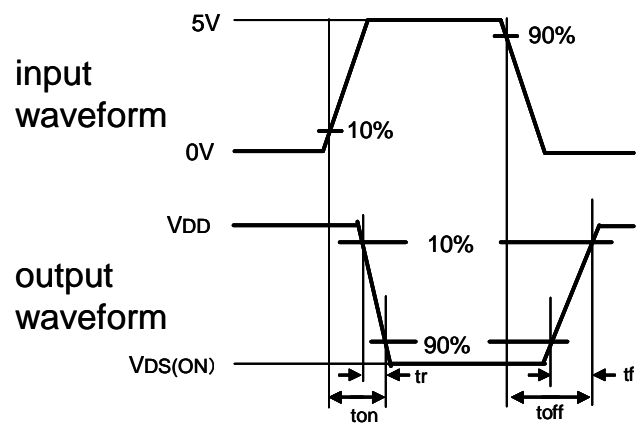 5V
90%
input
waveform
10%
0V
VDD
10%
output
waveform
90%
VDS(ON)
tr
tf
ton
toff